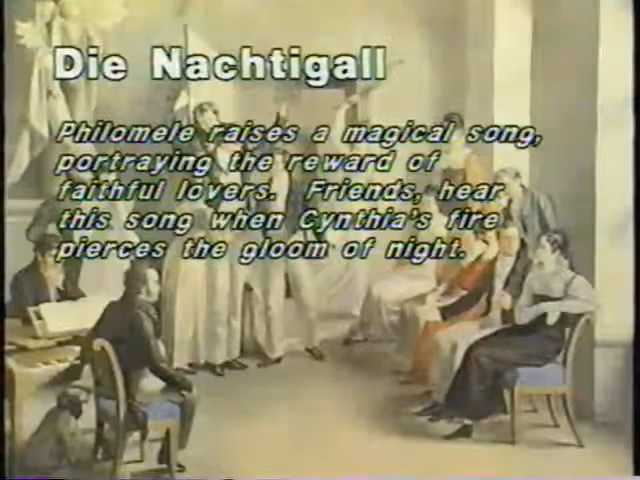 Die Nachtigall
Philomele raises a magical song,
portraying the reward of
faithful lovers. Friends, hear
this song when Cynthia's fire
pierces the gloom of night.